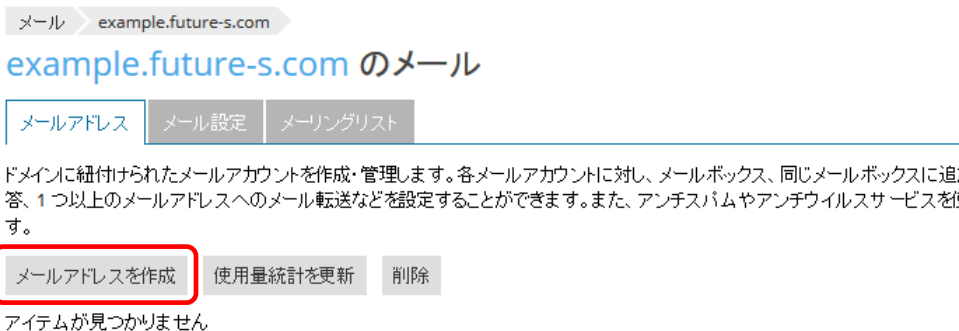 メール example.future-s.com
example.future-s.com のメール
メールアドレス メール設定 メーリングリスト
ドメインに紐付けられたメールアカウントを作成・管理します。各メールアカウントに対し、メールボックス、同じメールボックスに追
答、1 つ以上のメールアドレスへのメール転送などを設定することができます。また、アンチスパムやアンチウイルスサービスを
す。
メールアドレスを作成 使用量統計を更新 削除
アイテムが見つかりません